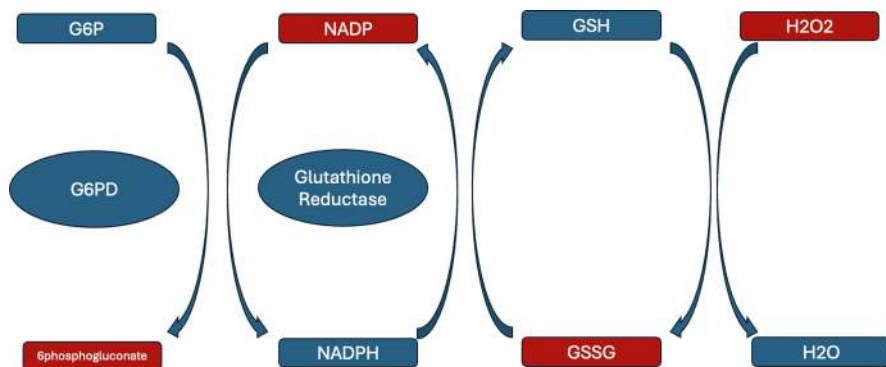 G6P
NADP
GSH
H2O2
G6PD
Glutathione
Reductase
6phosphogluconate
NADPH
GSSG
H2O